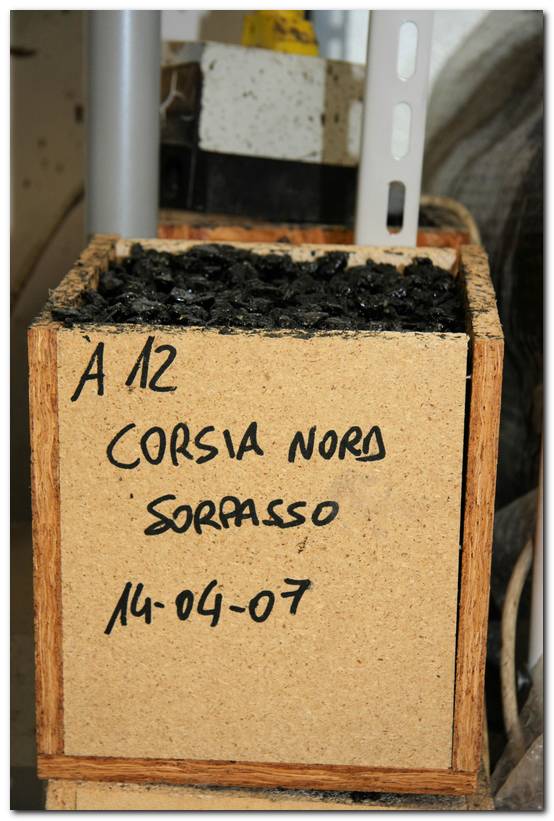 A 12
CORSIA NORD
SORPASSO
14-04-07